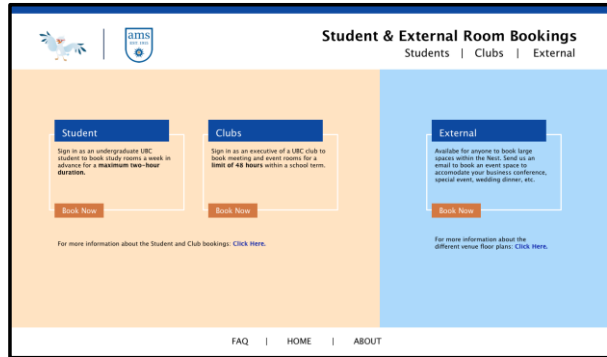 ams
Student & External Room Bookings
Students | Clubs | External
Student
Sign in as an undergraduate UBC
student to book study rooms a week in
advance for a maximum two-hour
duration.
Book Now
Clubs
Sign in as an executive of a UBC club to
book meeting and event rooms for a
limit of 48 hours within a school term.
Book Now
For more information about the Student and Club bookings: Click Here.
External
Availabe for anyone to book large
spaces within the Nest. Send us an
email to book an event space to
accomodate your business conference,
special event, wedding dinner, etc.
Book Now
For more information about the
different venue floor plans: Click Here.
FAQ | HOME | ABOUT